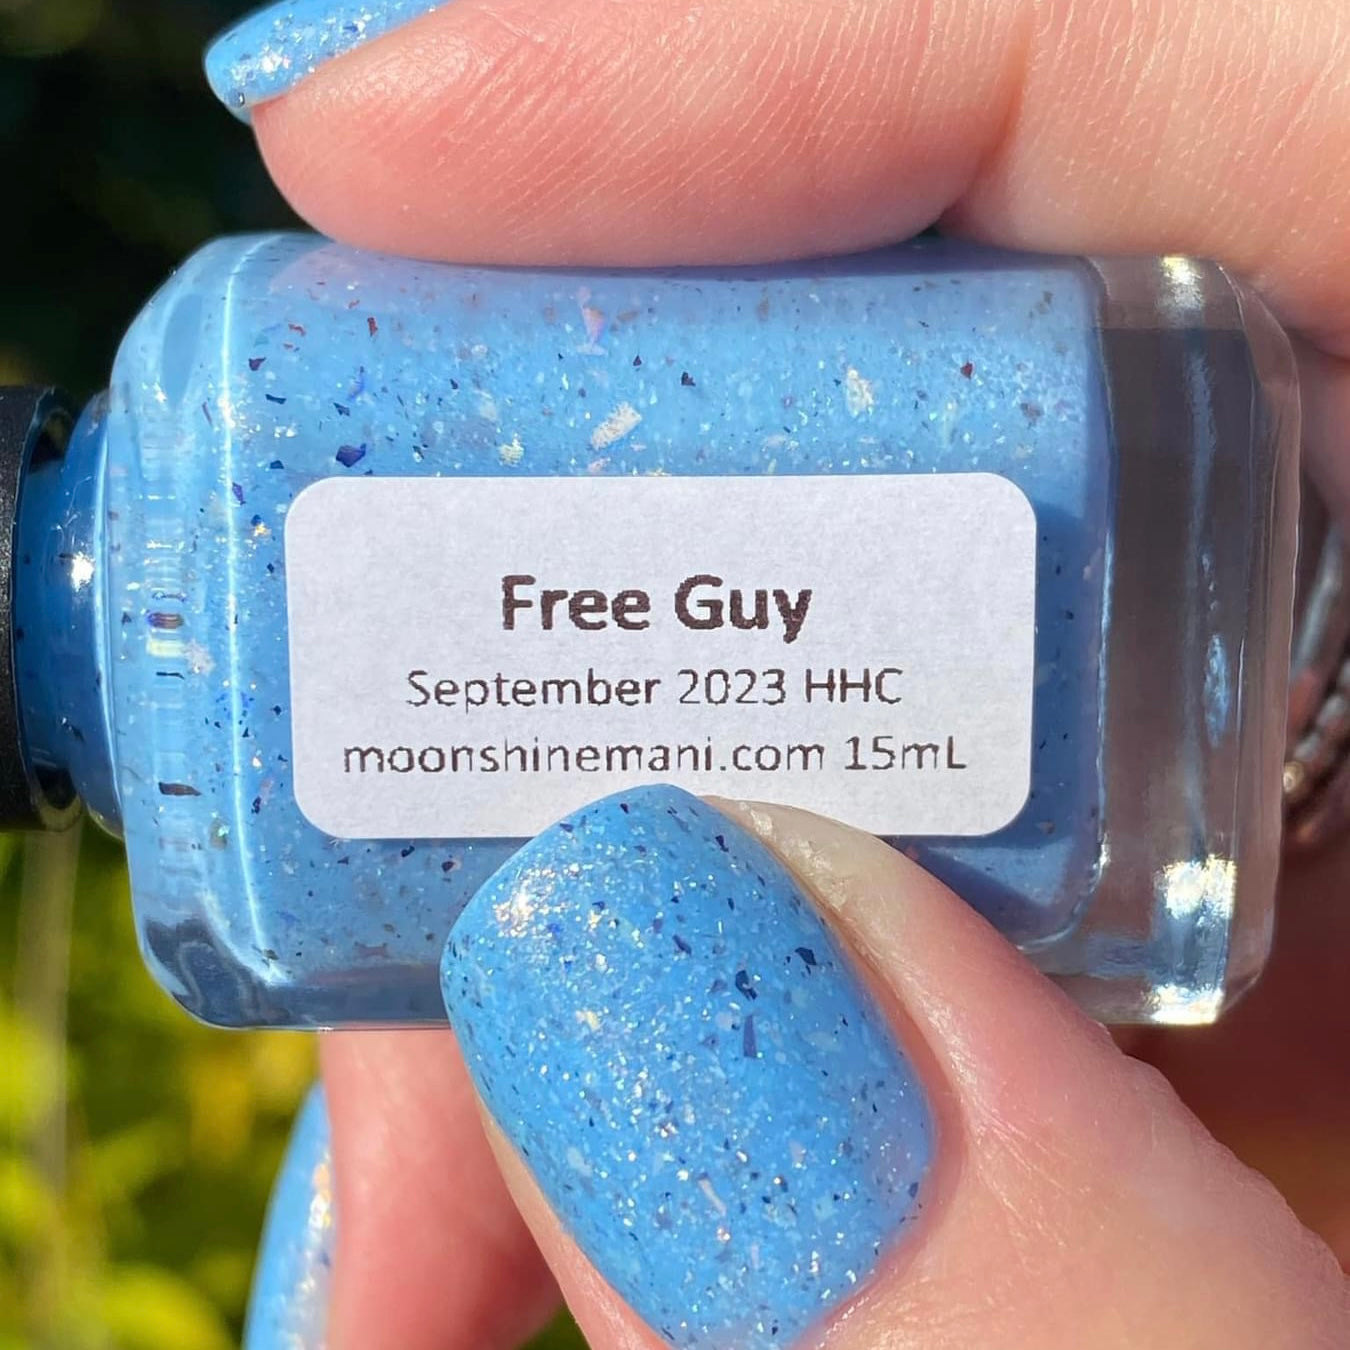 Free Guy
September 2023 HHC
moonshinemani.com 15mL